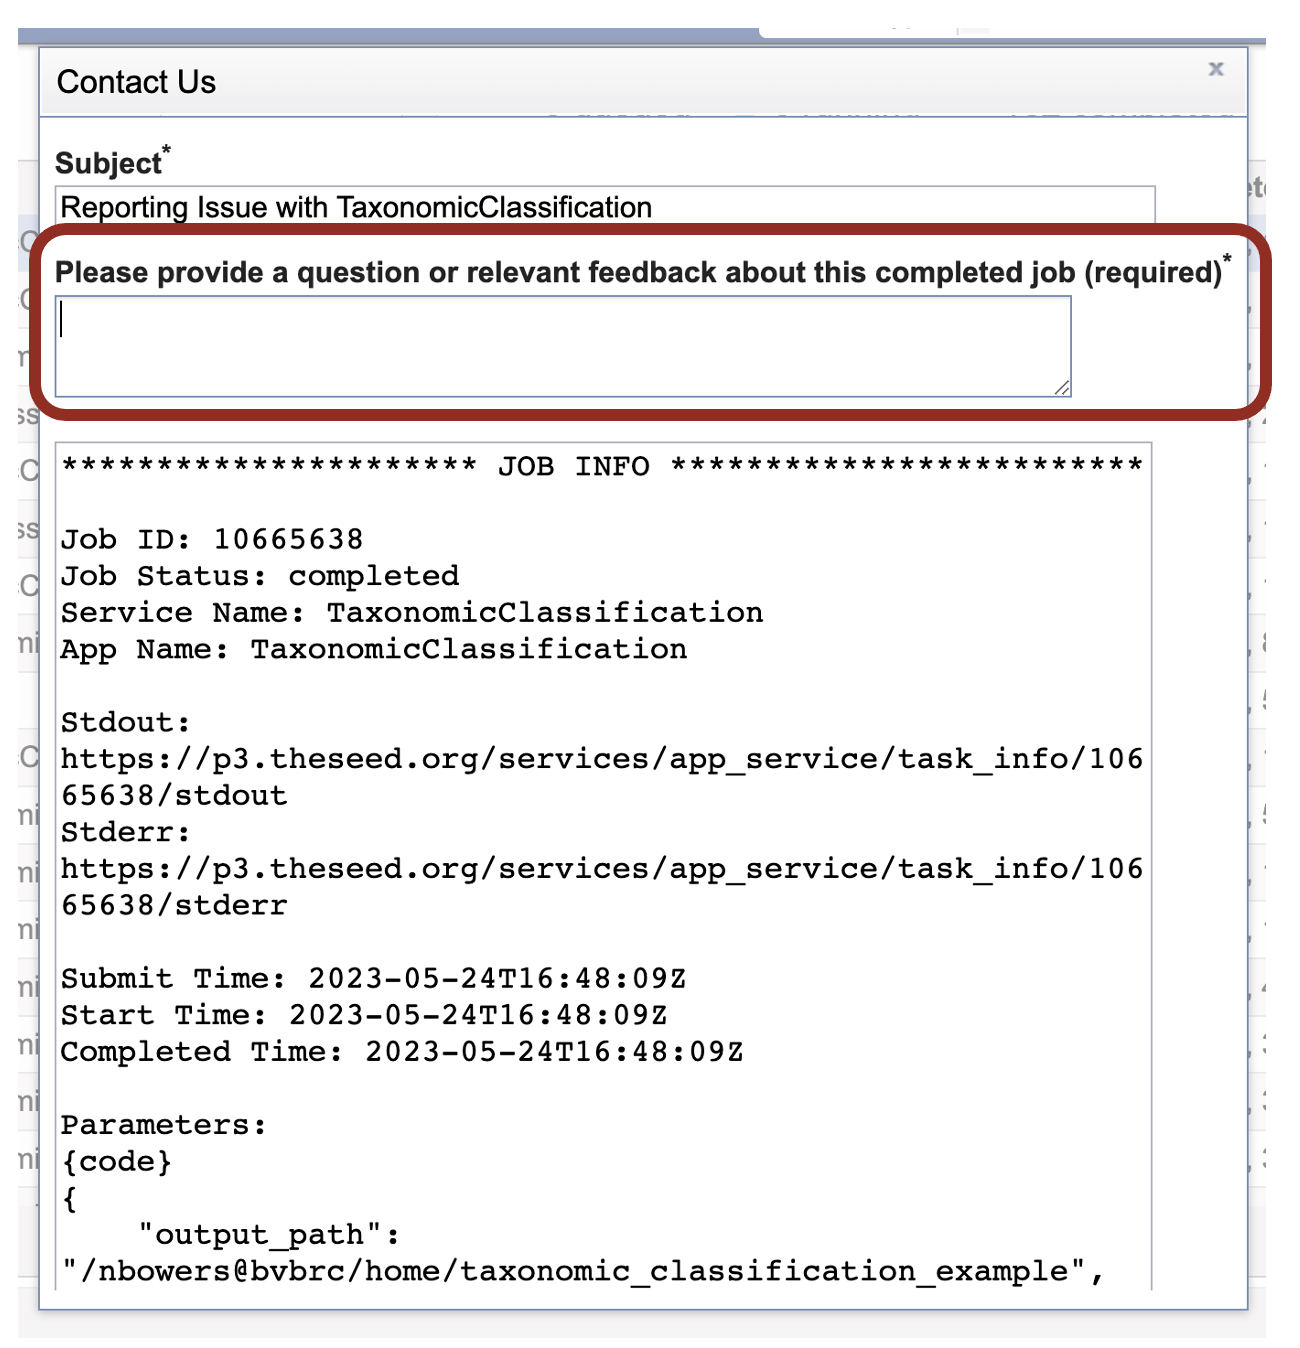 Contact Us
x
Subject*
Reporting Issue with TaxonomicClassification
Please provide a question or relevant feedback about this completed job (required)*
********************** JOB INFO *************************
Job ID: 10665638
Job Status: completed
Service Name: TaxonomicClassification
App Name: TaxonomicClassification
Stdout:
https://p3.theseed.org/services/app_service/task_info/106
65638/stdout
Stderr:
https://p3.theseed.org/services/app_service/task_info/106
65638/stderr
Submit Time: 2023-05-24T16:48:09Z
Start Time: 2023-05-24T16:48:09Z
Completed Time: 2023-05-24T16:48:09Z
Parameters:
{code}
{
"output_path":
"/nbowers@bvbrc/home/taxonomic_classification_example",